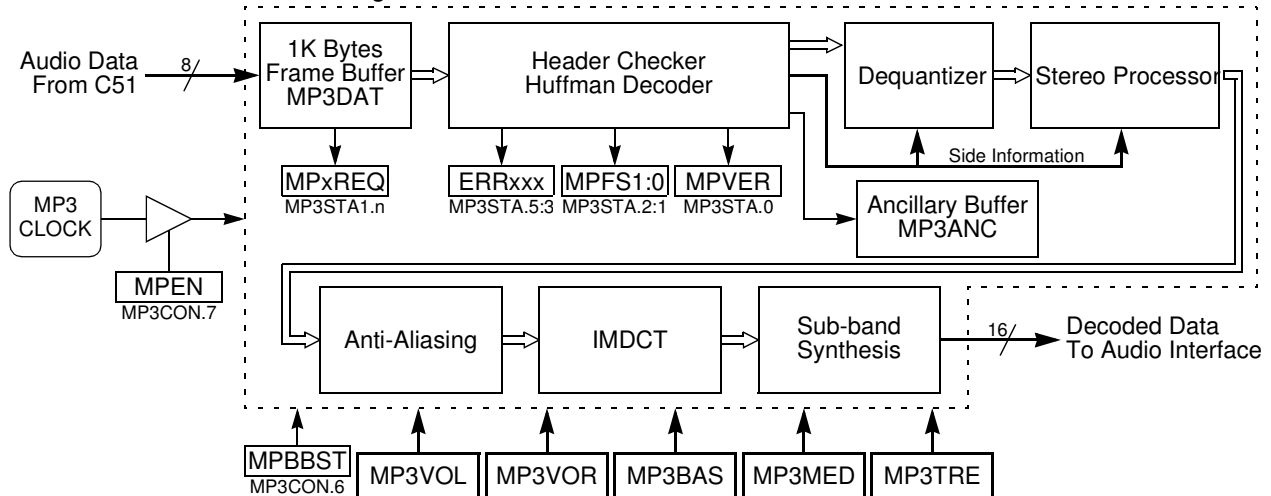 Audio Data
From C51
8
1K Bytes
Frame Buffer
MP3DAT
Header Checker
Huffman Decoder
Dequantizer
Stereo Processor
Side Information
MPxREQ
MP3STA1.n
ERRxxx
MP3STA.5:3
MPFS1:0
MP3STA.2:1
MPVER
MP3STA.0
Ancillary Buffer
MP3ANC
MP3
CLOCK
MPEN
MP3CON.7
Anti-Aliasing
IMDCT
Sub-band
Synthesis
16
Decoded Data
To Audio Interface
MPBBST
MP3CON.6
MP3VOL
MP3VOR
MP3BAS
MP3MED
MP3TRE